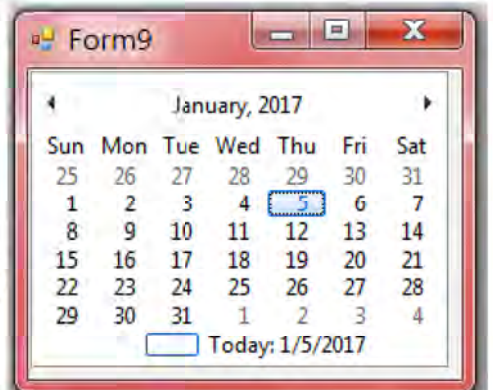 Form9
January, 2017
Sun Mon Tue Wed Thu Fri Sat
25 26 27 28 29 30 31
1 2 3 4 5 6 7
8 9 10 11 12 13 14
15 16 17 18 19 20 21
22 23 24 25 26 27 28
29 30 31 1 2 3 4
Today: 1/5/2017